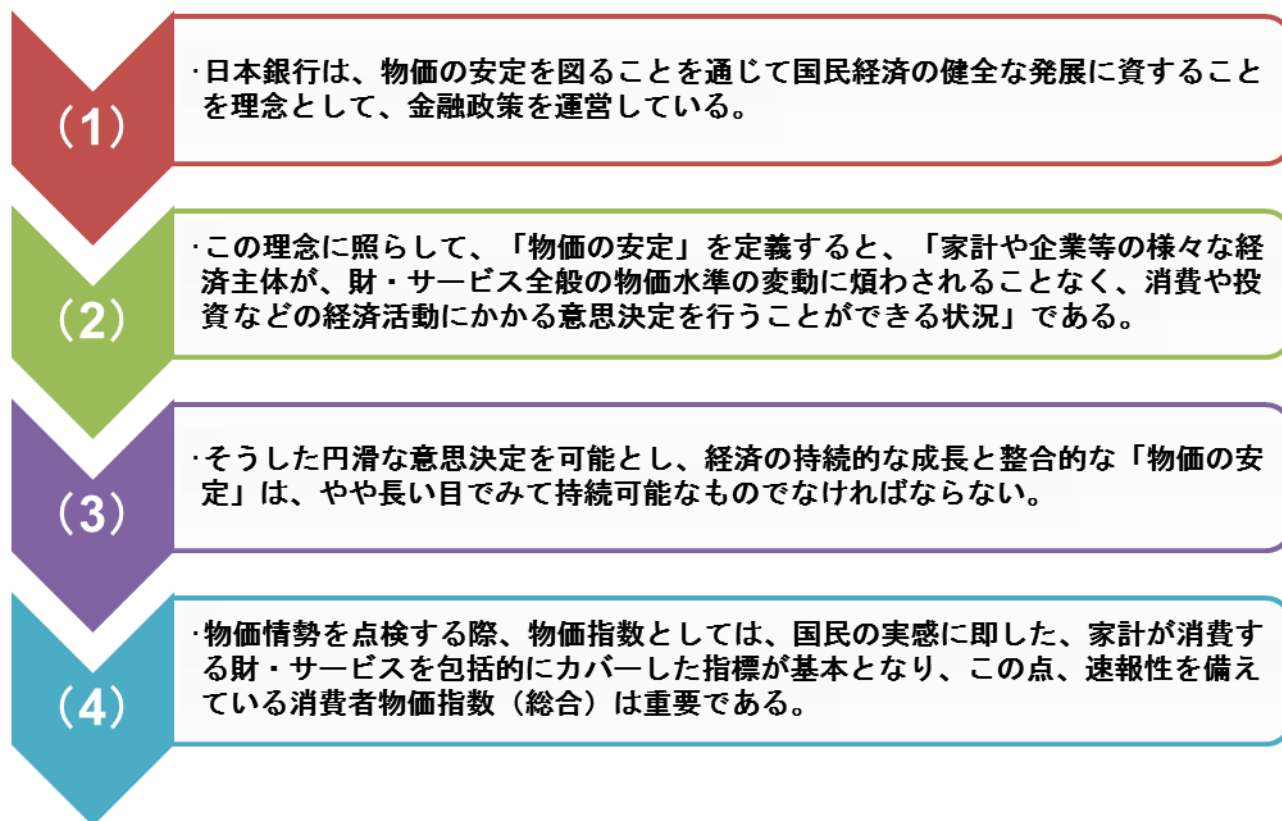 (1)
·日本銀行は、物価の安定を図ることを通じて国民経済の健全な発展に資すること
を理念として、金融政策を運営している。
(2)
·この理念に照らして、「物価の安定」を定義すると、「家計や企業等の様々な経
済主体が、財・サービス全般の物価水準の変動に煩わされることなく、消費や投
資などの経済活動にかかる意思決定を行うことができる状況」である。
(3)
·そうした円滑な意思決定を可能とし、経済の持続的な成長と整合的な「物価の安
定」は、やや長い目でみて持続可能なものでなければならない。
(4)
·物価情勢を点検する際、物価指数としては、国民の実感に即した、家計が消費す
る財・サービスを包括的にカバーした指標が基本となり、この点、速報性を備え
ている消費者物価指数（総合）は重要である。